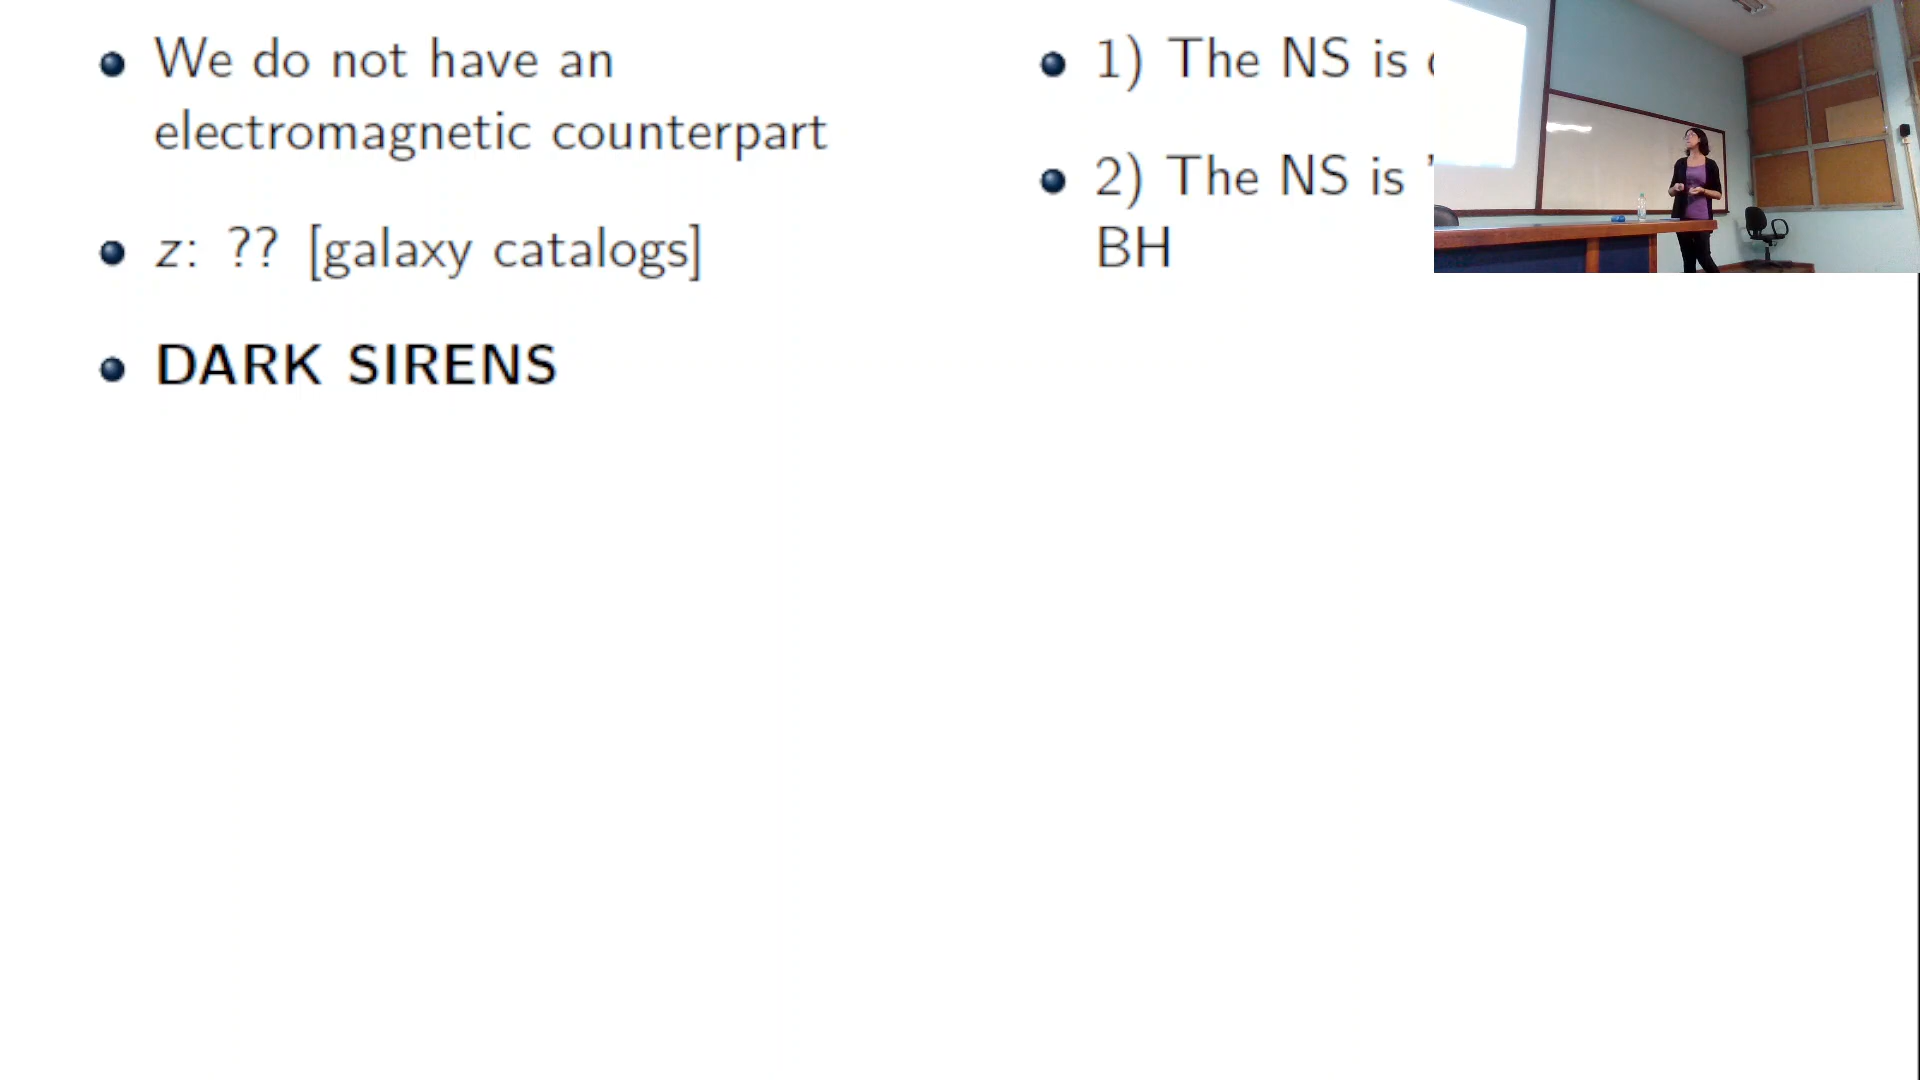 We do not have an
electromagnetic counterpart
z: ?? [galaxy catalogs]
DARK SIRENS
1) The NS is
2) The NS is
BH